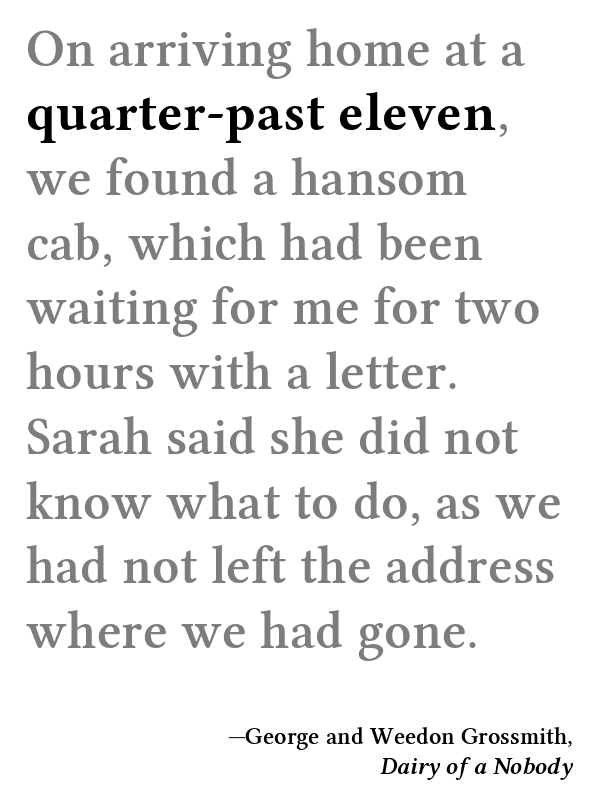 On arriving home at a
quarter-past eleven,
we found a hansom
cab, which had been
waiting for me for two
hours with a letter.
Sarah said she did not
know what to do, as we
had not left the address
where we had gone.
—George and Weedon Grossmith,
Dairy of a Nobody